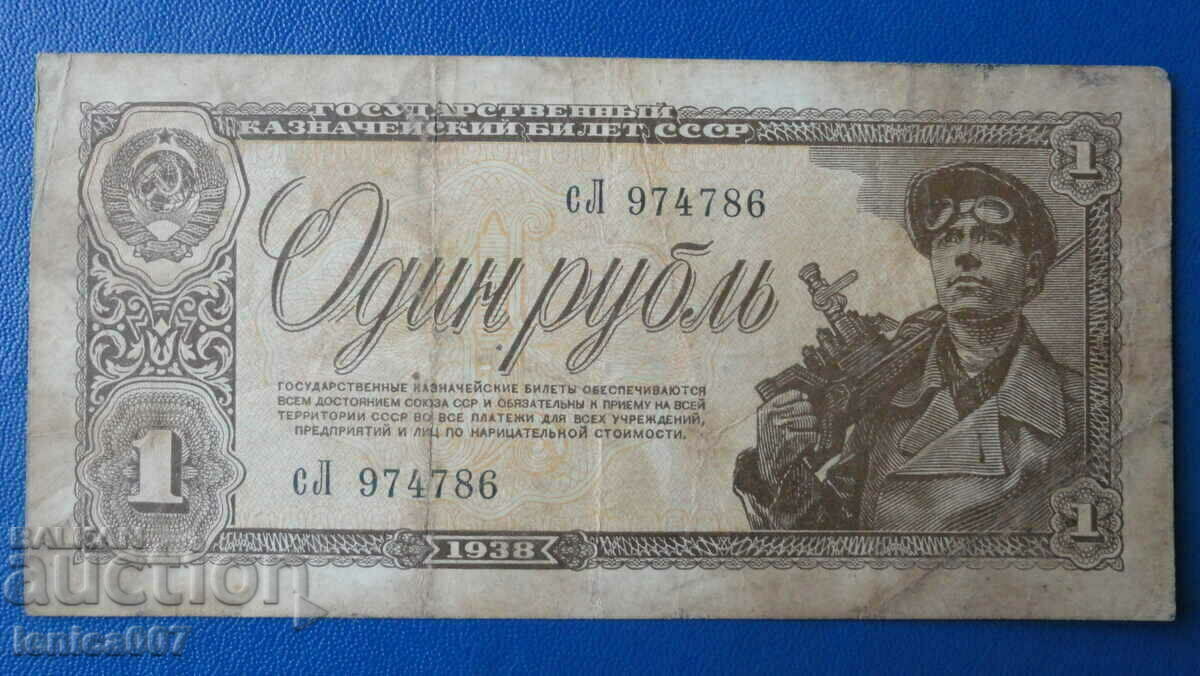 ГОСУДАРСТВЕННЫЙ
КАЗНАЧЕЙСКИЙ БИЛЕТ СССР
1
сЛ 974786
Один рубль
ГОСУДАРСТВЕННЫЕ КАЗНАЧЕЙСКИЕ БИЛЕТЫ ОБЕСПЕЧИВАЮТСЯ
ВСЕМ ДОСТОЯНИЕМ СОЮЗА ССР И ОБЯЗАТЕЛЬНЫ К ПРИЕМУ НА ВСЕЙ
ТЕРРИТОРИИ СССР ВО ВСЕ ПЛАТЕЖИ ДЛЯ ВСЕХ УЧРЕЖДЕНИЙ,
ПРЕДПРИЯТИЙ И ЛИЦ ПО НАРИЦАТЕЛЬНОЙ СТОИМОСТИ.
1
сЛ 974786
1
1938
BALKAN
auction
ienica007